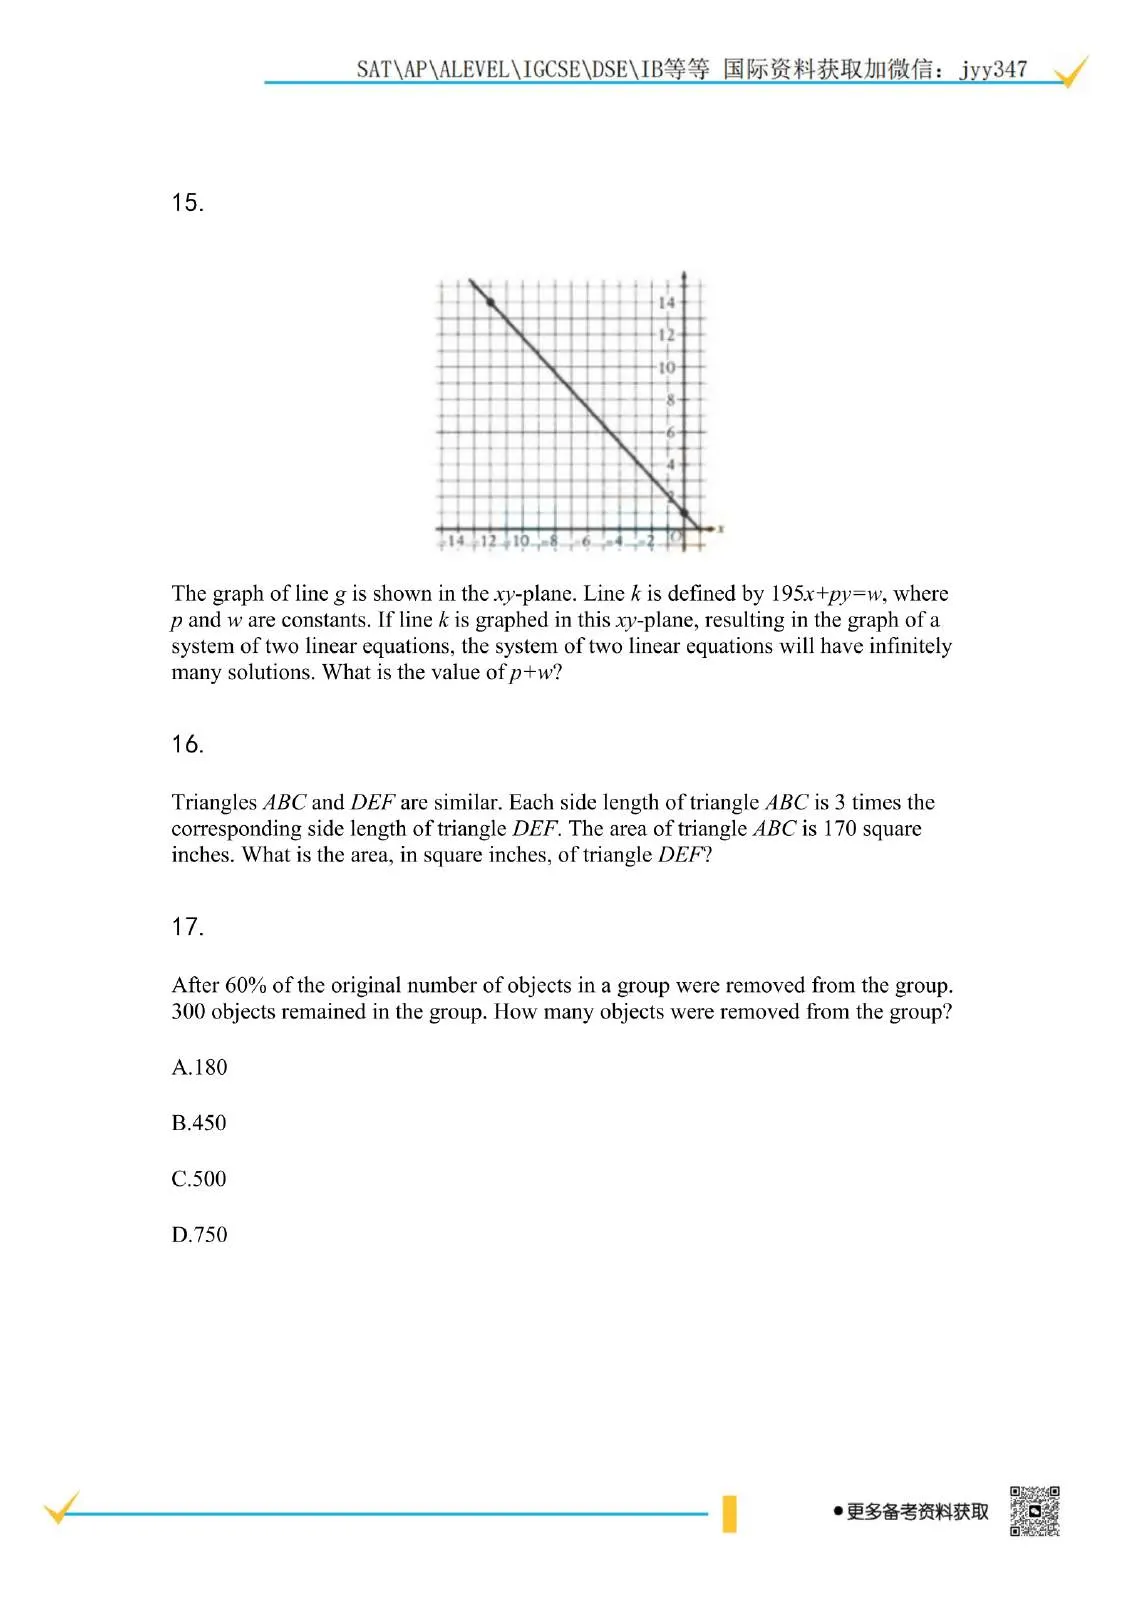 SAT\AP\ALEVEL\IGCSE\DSE\IB等等 国际资料获取加微信：jyy347
15.
14
12
10
8
6
4
2
-14 -12 -10 -8 -6 -4 -2 O x
The graph of line g is shown in the xy-plane. Line k is defined by 195x+py=w, where
p and w are constants. If line k is graphed in this xy-plane, resulting in the graph of a
system of two linear equations, the system of two linear equations will have infinitely
many solutions. What is the value of p+w?
16.
Triangles ABC and DEF are similar. Each side length of triangle ABC is 3 times the
corresponding side length of triangle DEF. The area of triangle ABC is 170 square
inches. What is the area, in square inches, of triangle DEF?
17.
After 60% of the original number of objects in a group were removed from the group.
300 objects remained in the group. How many objects were removed from the group?
A.180
B.450
C.500
D.750
●更多备考资料获取